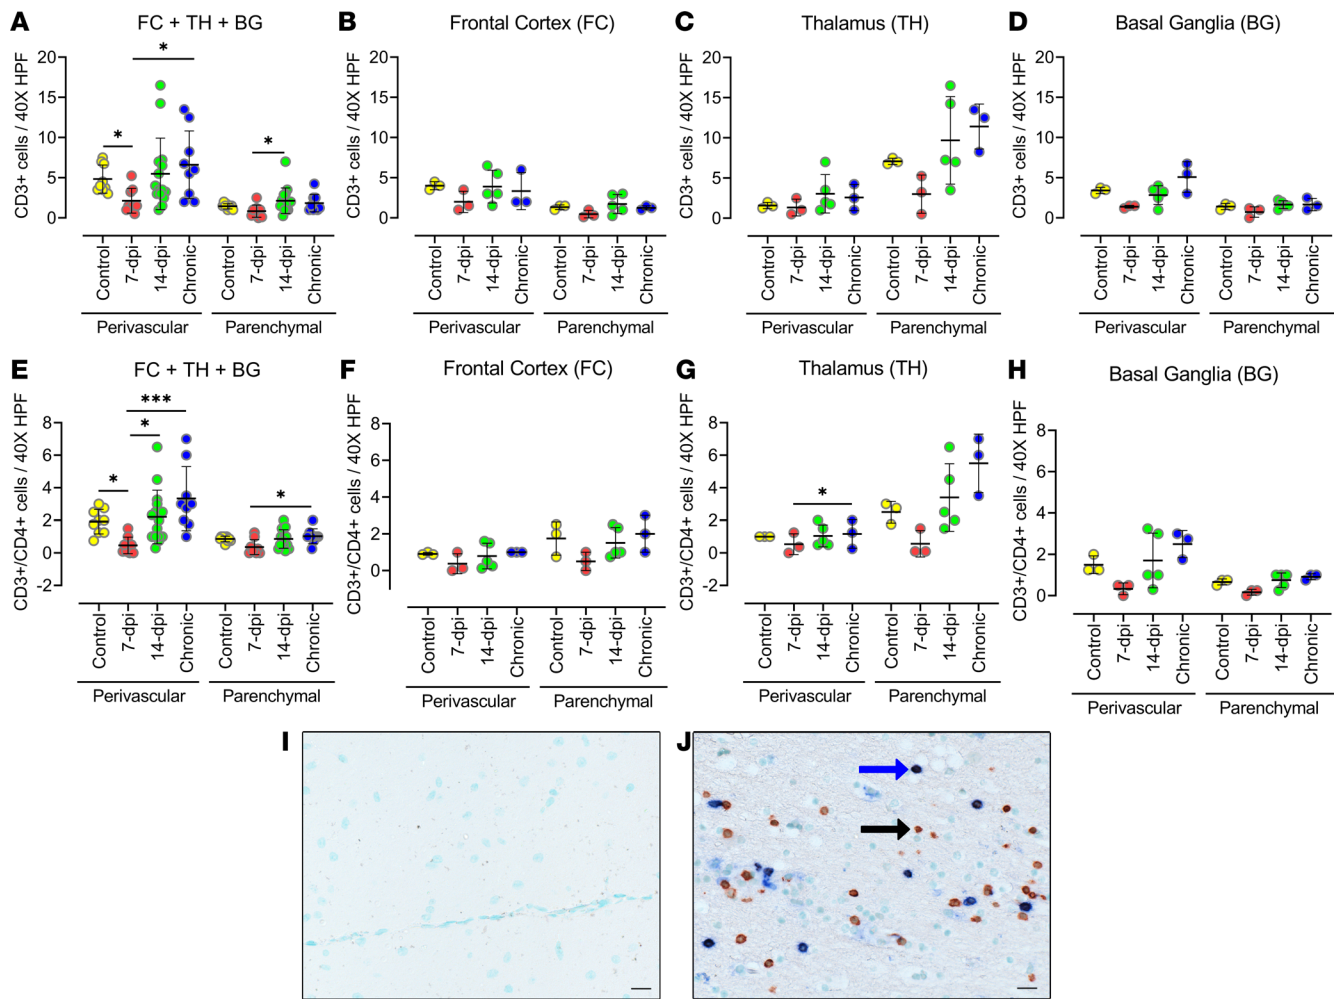 A
FC + TH + BG
CD3+ cells / 40X HPF
20
15
10
5
0
*
*
*
Control
7-dpi
14-dpi
Chronic
Control
7-dpi
14-dpi
Chronic
Perivascular
Parenchymal
B
Frontal Cortex (FC)
CD3+ cells / 40X HPF
20
15
10
5
0
Control
7-dpi
14-dpi
Chronic
Control
7-dpi
14-dpi
Chronic
Perivascular
Parenchymal
C
Thalamus (TH)
CD3+ cells / 40X HPF
20
15
10
5
0
Control
7-dpi
14-dpi
Chronic
Control
7-dpi
14-dpi
Chronic
Perivascular
Parenchymal
D
Basal Ganglia (BG)
CD3+ cells / 40X HPF
20
15
10
5
0
Control
7-dpi
14-dpi
Chronic
Control
7-dpi
14-dpi
Chronic
Perivascular
Parenchymal
E
FC + TH + BG
CD3+/CD4+ cells / 40X HPF
8
6
4
2
0
-2
***
*
*
*
Control
7-dpi
14-dpi
Chronic
Control
7-dpi
14-dpi
Chronic
Perivascular
Parenchymal
F
Frontal Cortex (FC)
CD3+/CD4+ cells / 40X HPF
8
6
4
2
0
Control
7-dpi
14-dpi
Chronic
Control
7-dpi
14-dpi
Chronic
Perivascular
Parenchymal
G
Thalamus (TH)
CD3+/CD4+ cells / 40X HPF
8
6
4
2
0
-2
*
Control
7-dpi
14-dpi
Chronic
Control
7-dpi
14-dpi
Chronic
Perivascular
Parenchymal
H
Basal Ganglia (BG)
CD3+/CD4+ cells / 40X HPF
8
6
4
2
0
Control
7-dpi
14-dpi
Chronic
Control
7-dpi
14-dpi
Chronic
Perivascular
Parenchymal
I
J